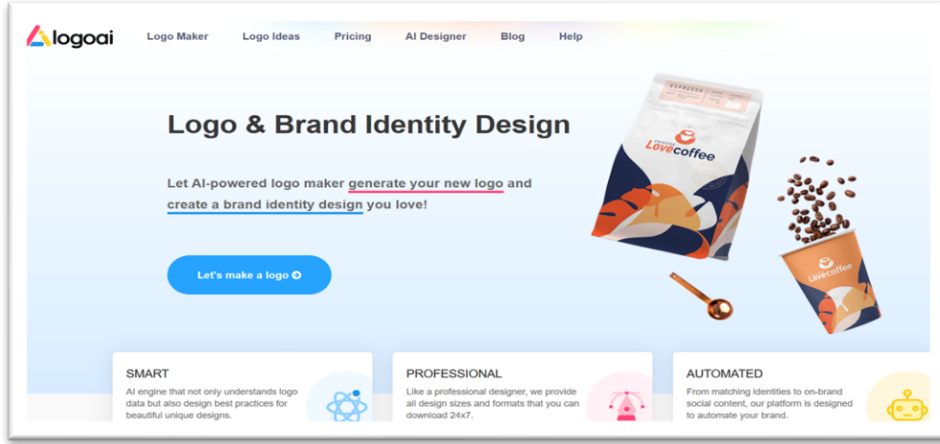 logoai
Logo Maker
Logo Ideas
Pricing
AI Designer
Blog
Help
Logo & Brand Identity Design
Let AI-powered logo maker generate your new logo and
create a brand identity design you love!
Let's make a logo
ESPRESSO
Lovecoffee
Lovecoffee
SMART
AI engine that not only understands logo
data but also design best practices for
beautiful unique designs.
PROFESSIONAL
Like a professional designer, we provide
all design sizes and formats that you can
download 24x7.
AUTOMATED
From matching identities to on-brand
social content, our platform is designed
to automate your brand.